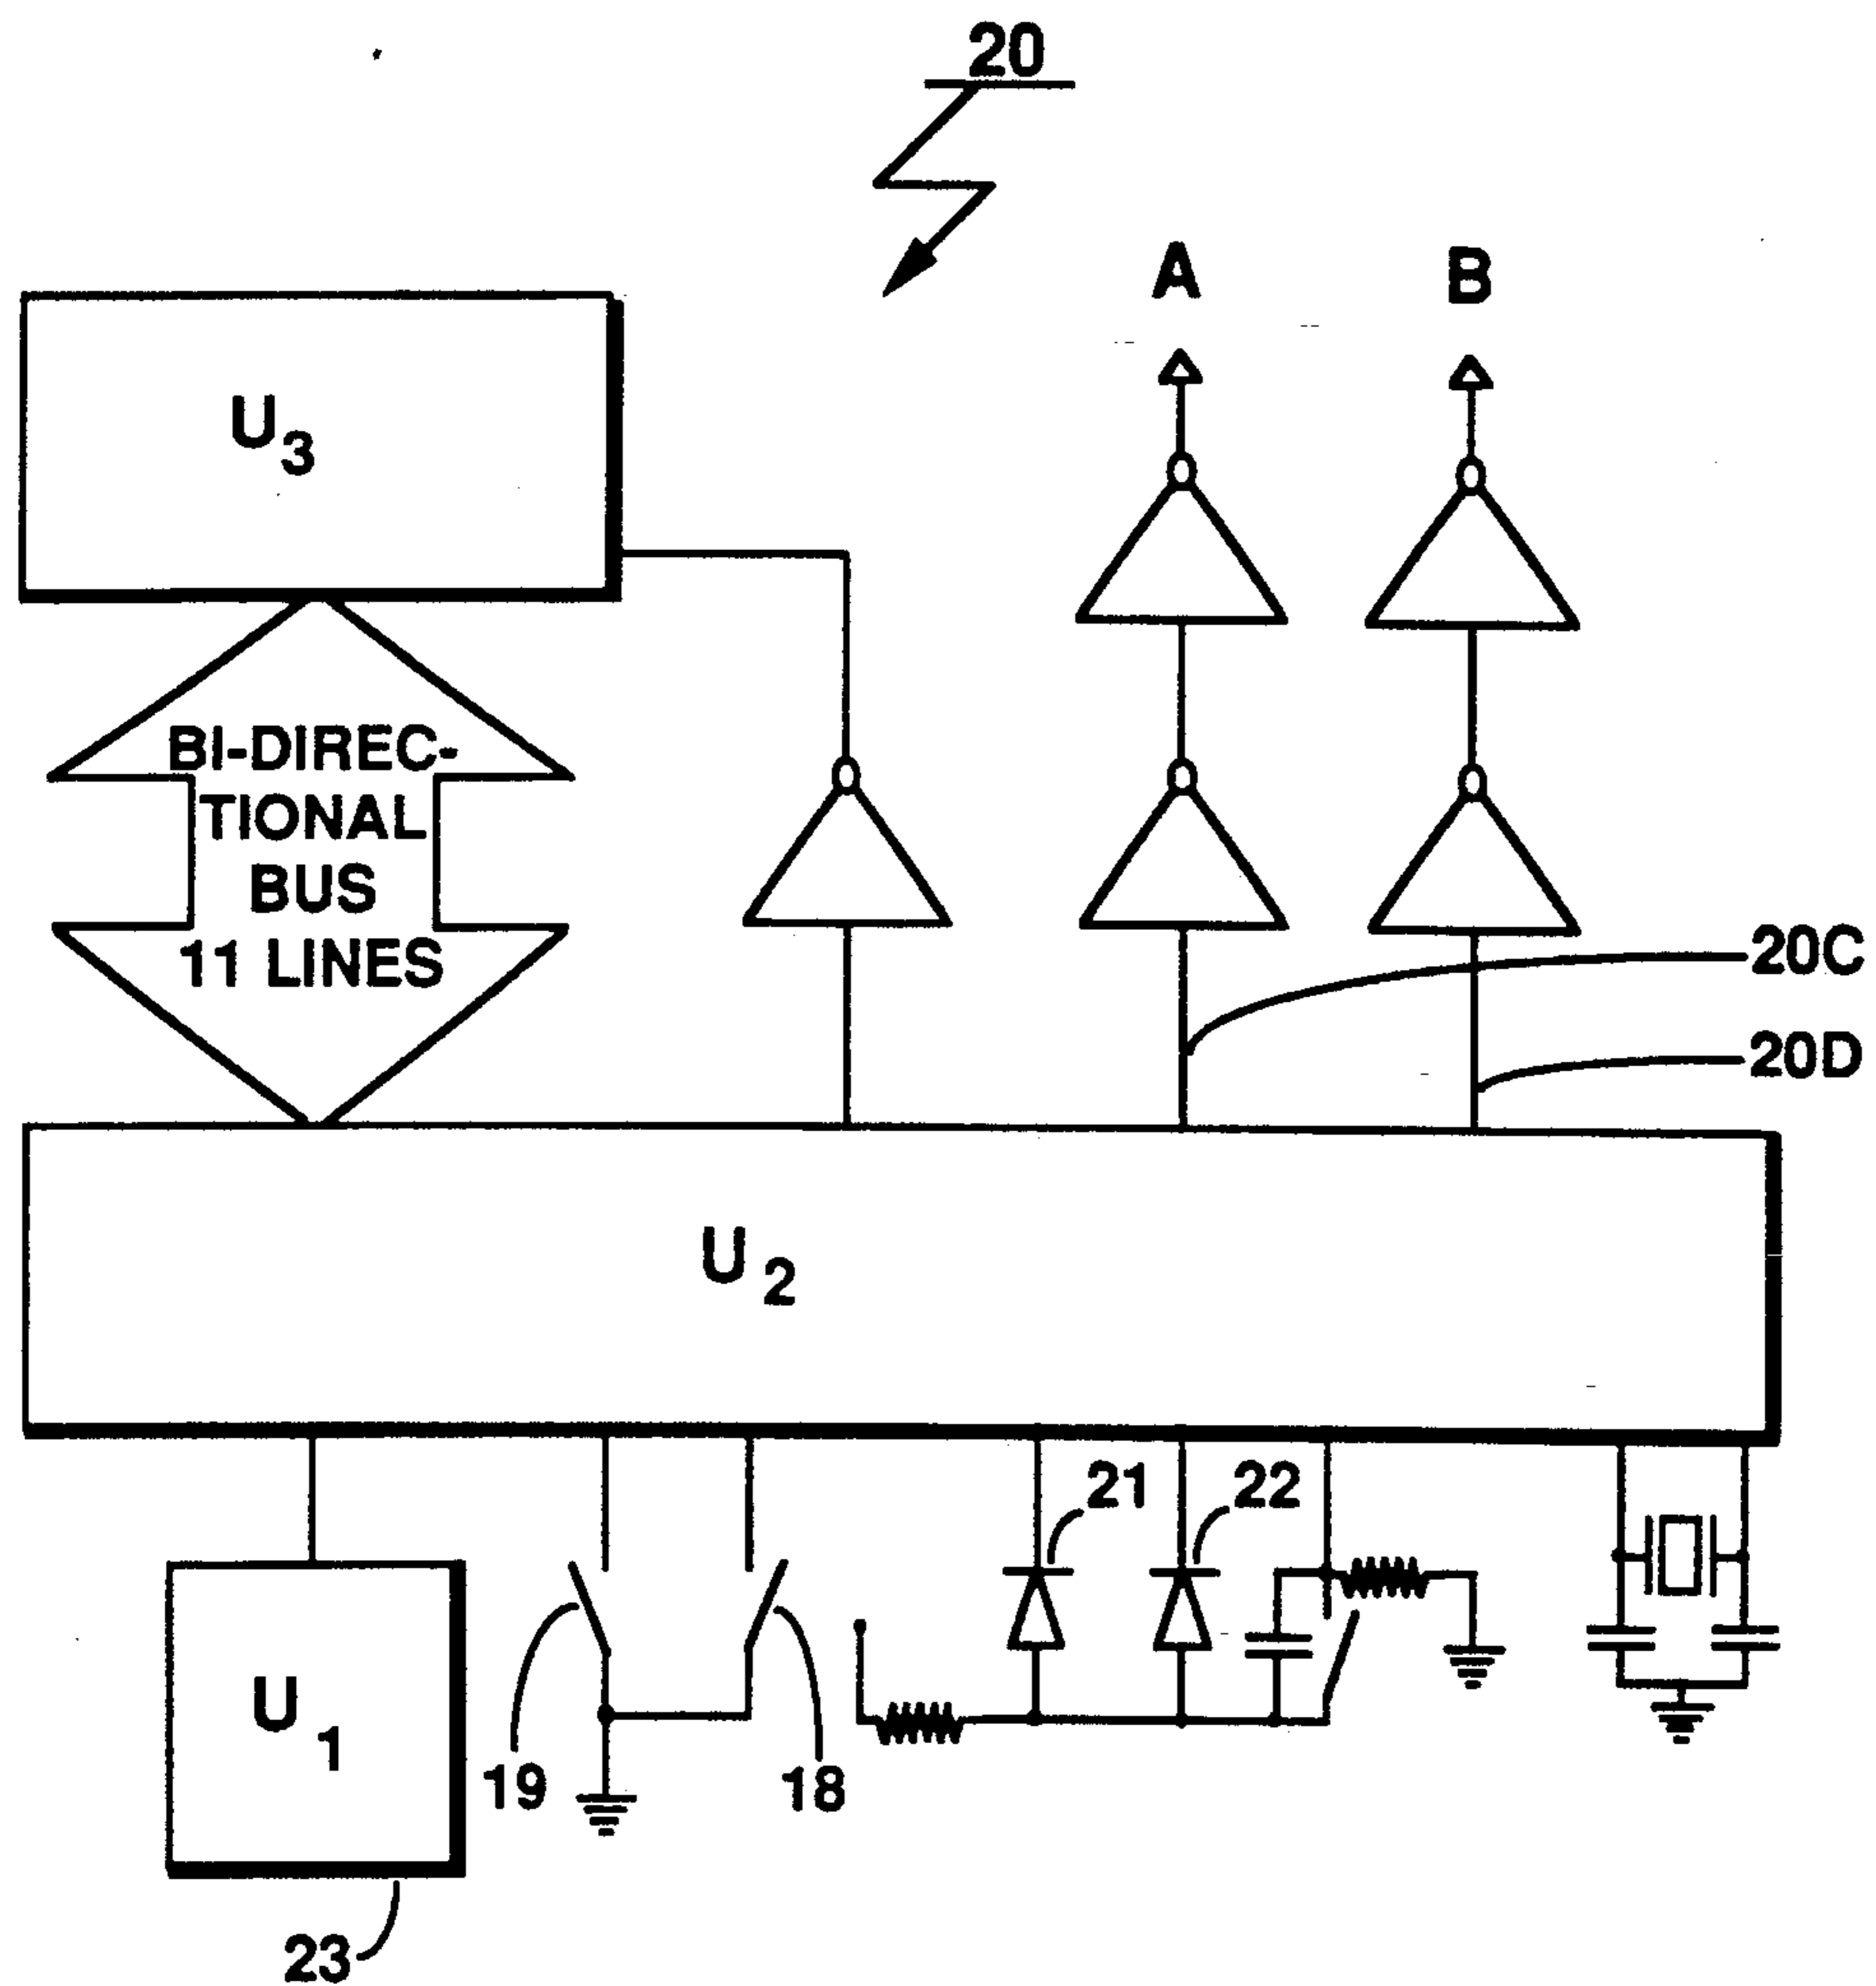 20
A
B
U3
BI-DIREC-
TIONAL
BUS
11 LINES
20C
20D
U2
21
22
U1
19
18
23